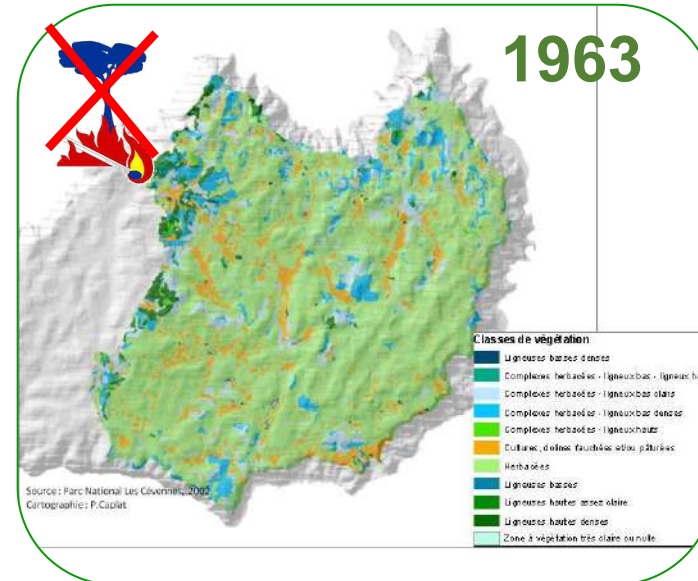 1963
Classes de végétation
Ligneuses basses denses
Complexes herbacées - ligneux bas - ligneux h
Complexes herbacées - ligneux bas clairs
Complexes herbacées - ligneux bas denses
Complexes herbacées - ligneux hauts
Cultures, dolines fauchées et/ou pâturées
Herbacées
Ligneuses basses
Ligneuses hautes assez claire
Ligneuses hautes denses
Zone à végétation très claire ou nulle
Source : Parc National Les Cévennes, 2002
Cartographie : P.Caplat